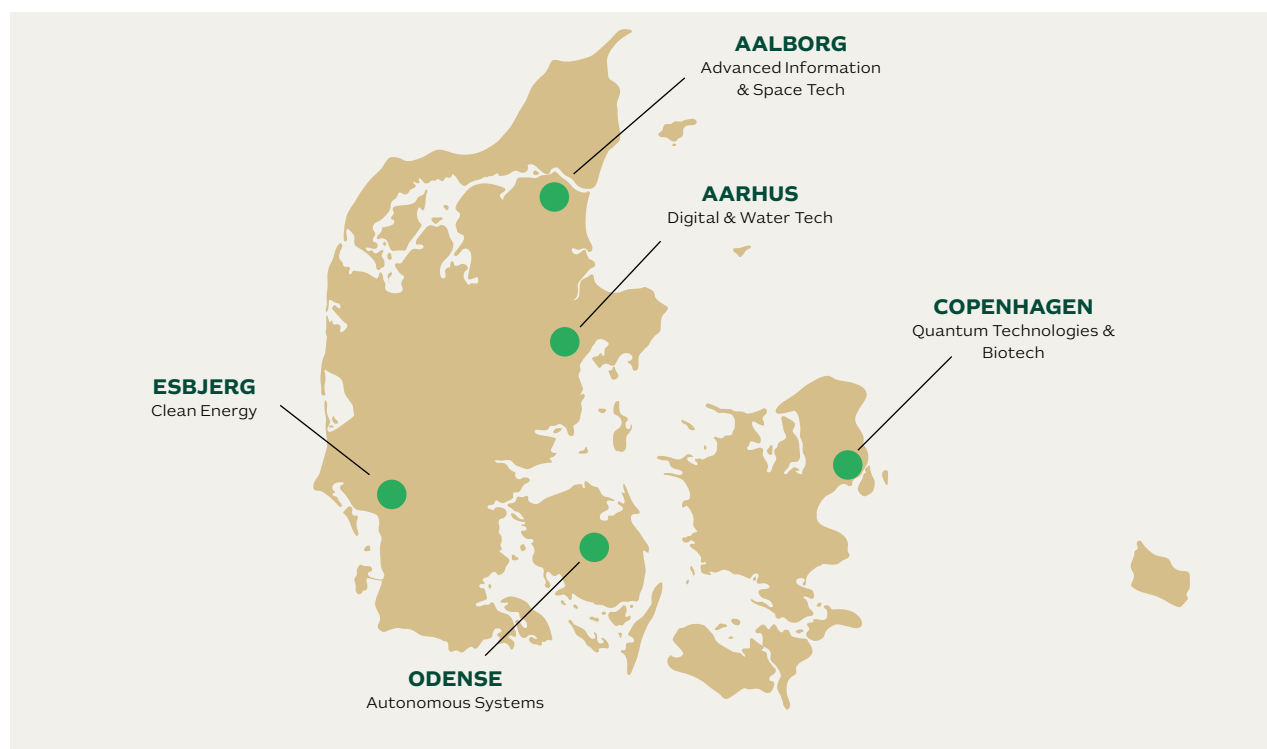 AALBORG
Advanced Information
& Space Tech
AARHUS
Digital & Water Tech
COPENHAGEN
Quantum Technologies &
Biotech
ESBJERG
Clean Energy
ODENSE
Autonomous Systems